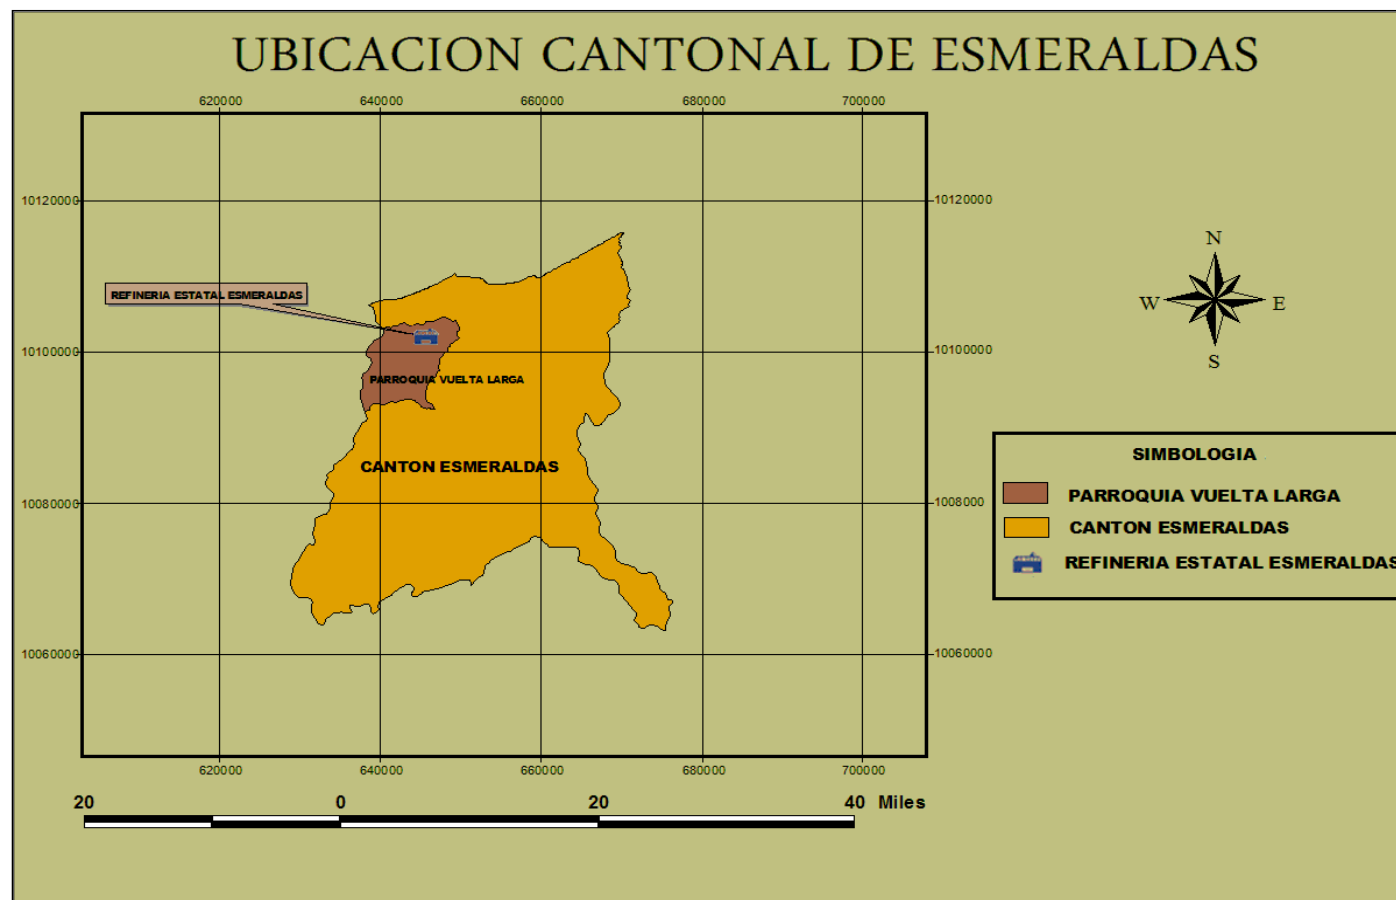 UBICACION CANTONAL DE ESMERALDAS
620000 640000 660000 680000 700000
10120000 10120000
N
W E
S
REFINERIA ESTATAL ESMERALDAS
10100000 10100000
PARROQUIA VUELTA LARGA
CANTON ESMERALDAS
SIMBOLOGIA
PARROQUIA VUELTA LARGA
CANTON ESMERALDAS
REFINERIA ESTATAL ESMERALDAS
10080000 1008000
10060000 10060000
620000 640000 660000 680000 700000
20 0 20 40 Miles